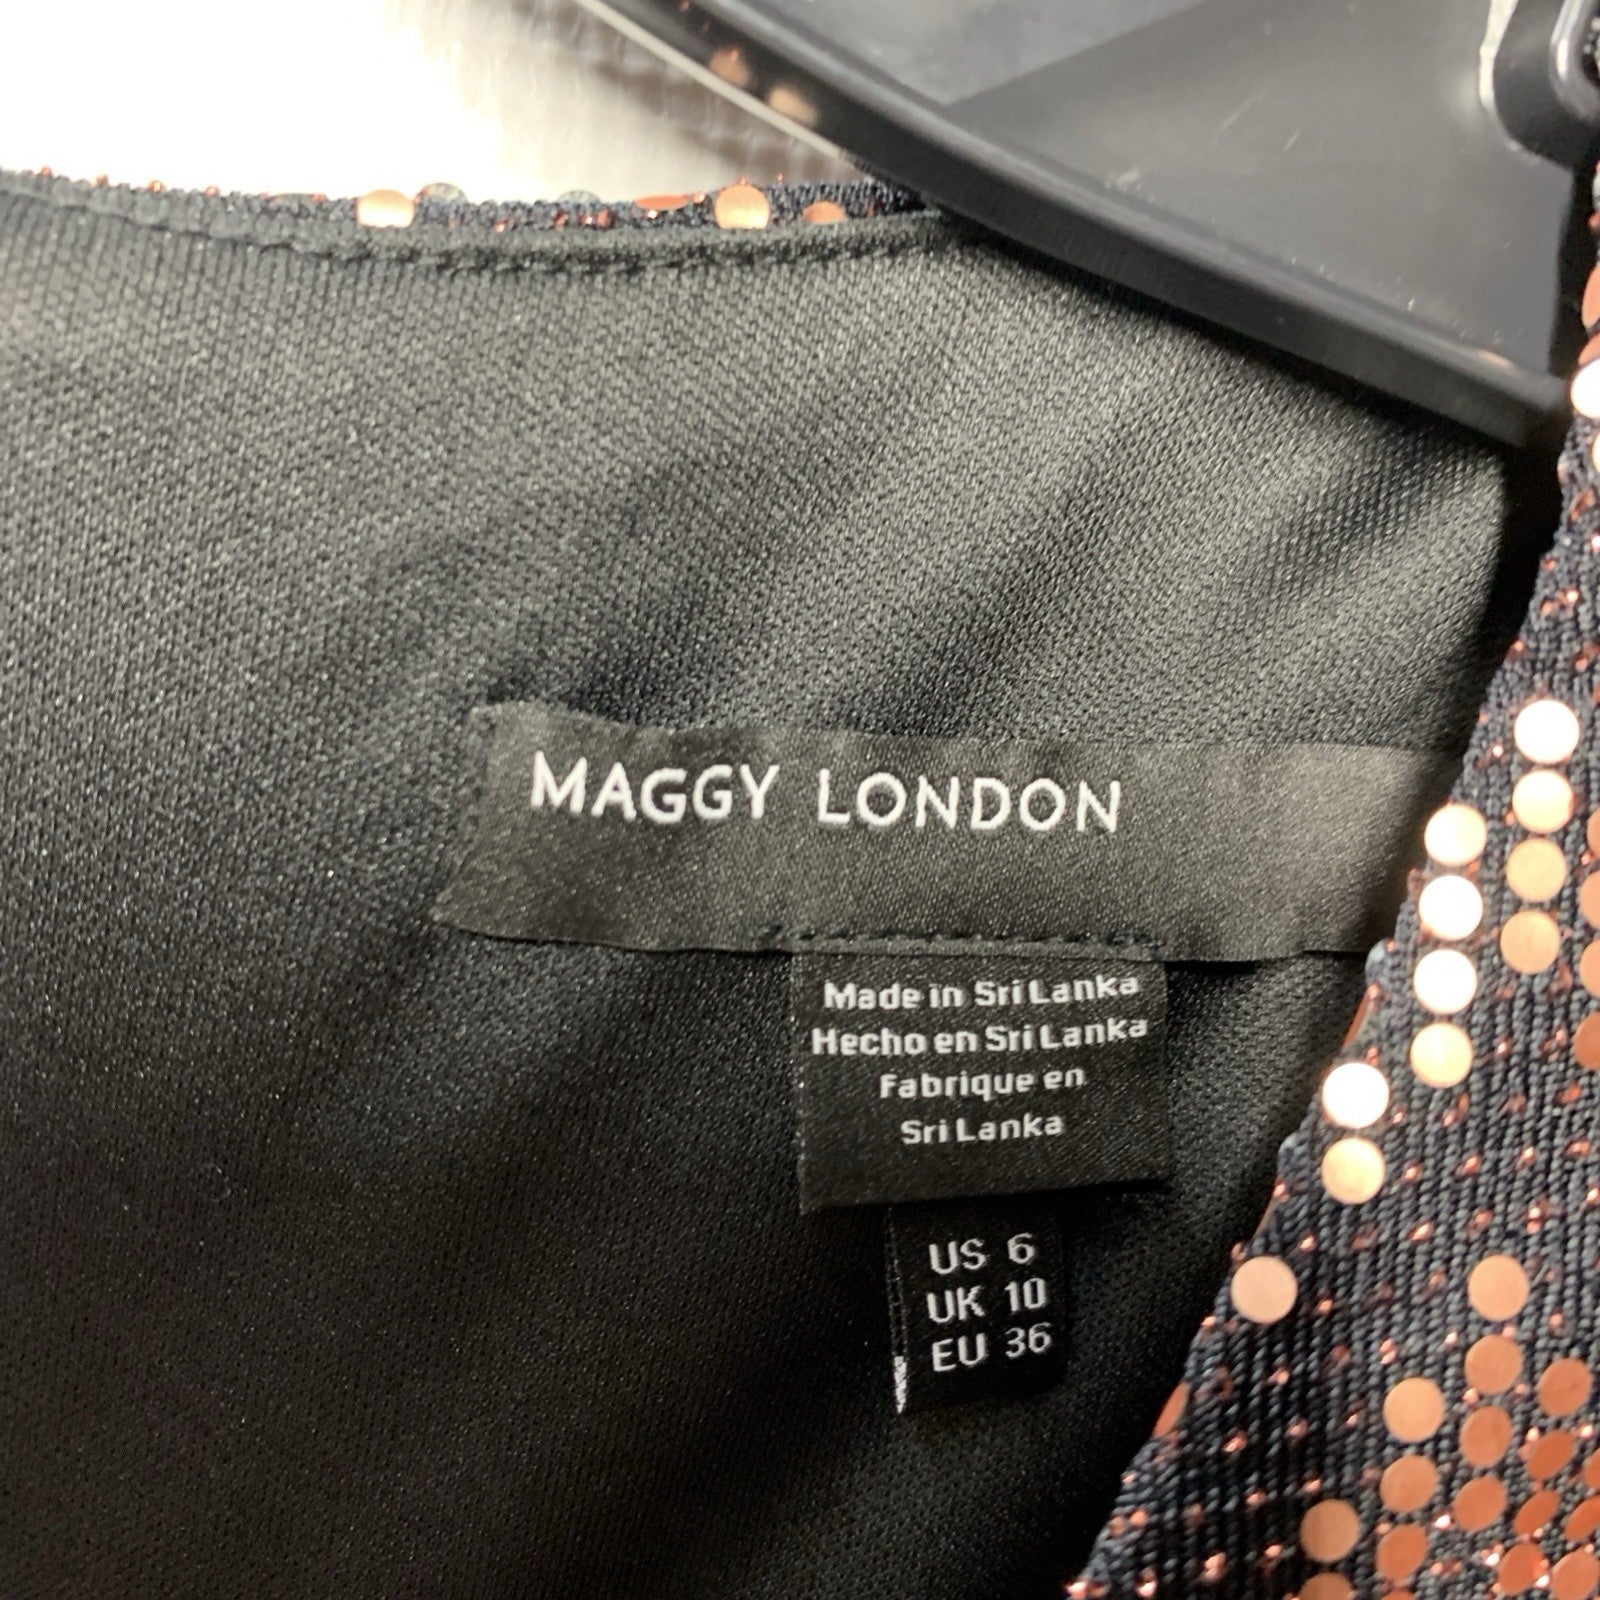 MAGGY LONDON
Made in Sri Lanka
Hecho en Sri Lanka
Fabrique en
Sri Lanka
US 6
UK 10
EU 36